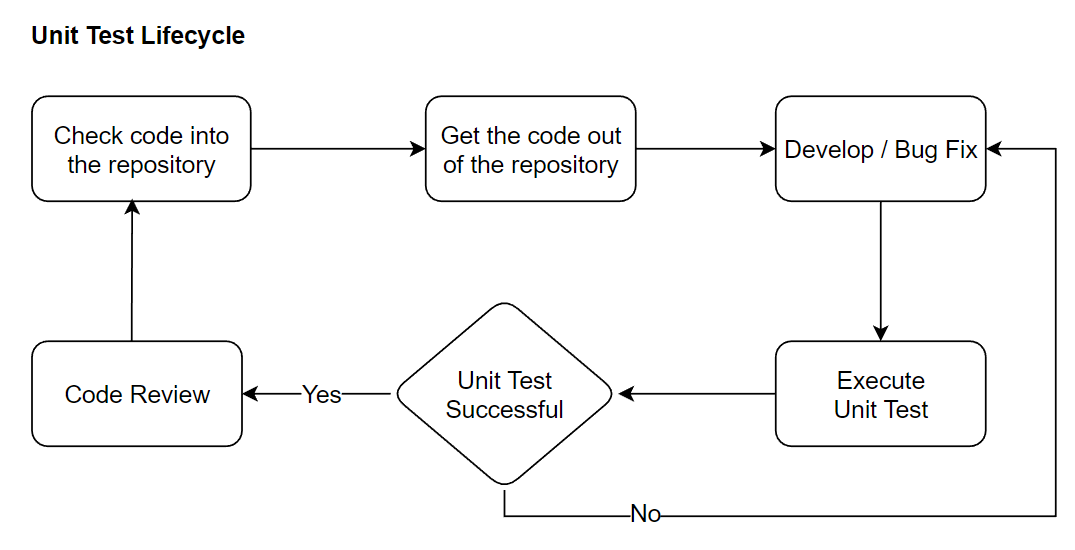 Unit Test Lifecycle
Check code into
the repository
Get the code out
of the repository
Develop / Bug Fix
Execute
Unit Test
Unit Test
Successful
Yes
Code Review
No